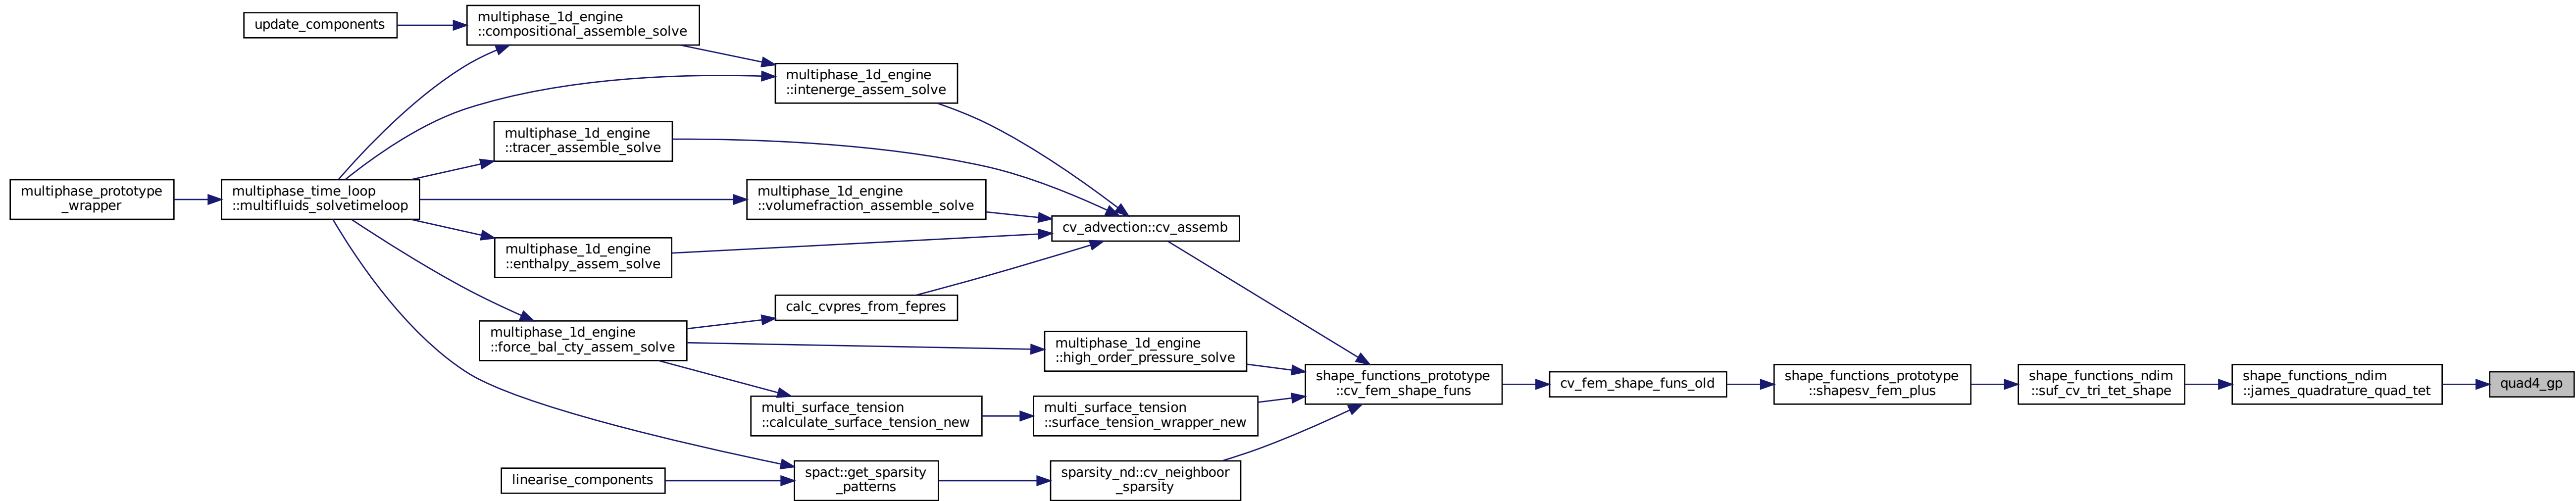 update_components
multiphase_1d_engine
::compositional_assemble_solve
multiphase_1d_engine
::intenerge_assem_solve
multiphase_1d_engine
::tracer_assemble_solve
multiphase_prototype
_wrapper
multiphase_time_loop
::multifluids_solvetimeloop
multiphase_1d_engine
::volumefraction_assemble_solve
cv_advection::cv_assemb
multiphase_1d_engine
::enthalpy_assem_solve
calc_cvpres_from_fepres
multiphase_1d_engine
::force_bal_cty_assem_solve
multiphase_1d_engine
::high_order_pressure_solve
shape_functions_prototype
::cv_fem_shape_funs
cv_fem_shape_funs_old
shape_functions_prototype
::shapesv_fem_plus
shape_functions_ndim
::suf_cv_tri_tet_shape
shape_functions_ndim
::james_quadrature_quad_tet
quad4_gp
multi_surface_tension
::calculate_surface_tension_new
multi_surface_tension
::surface_tension_wrapper_new
linearise_components
spact::get_sparsity
_patterns
sparsity_nd::cv_neighboor
_sparsity